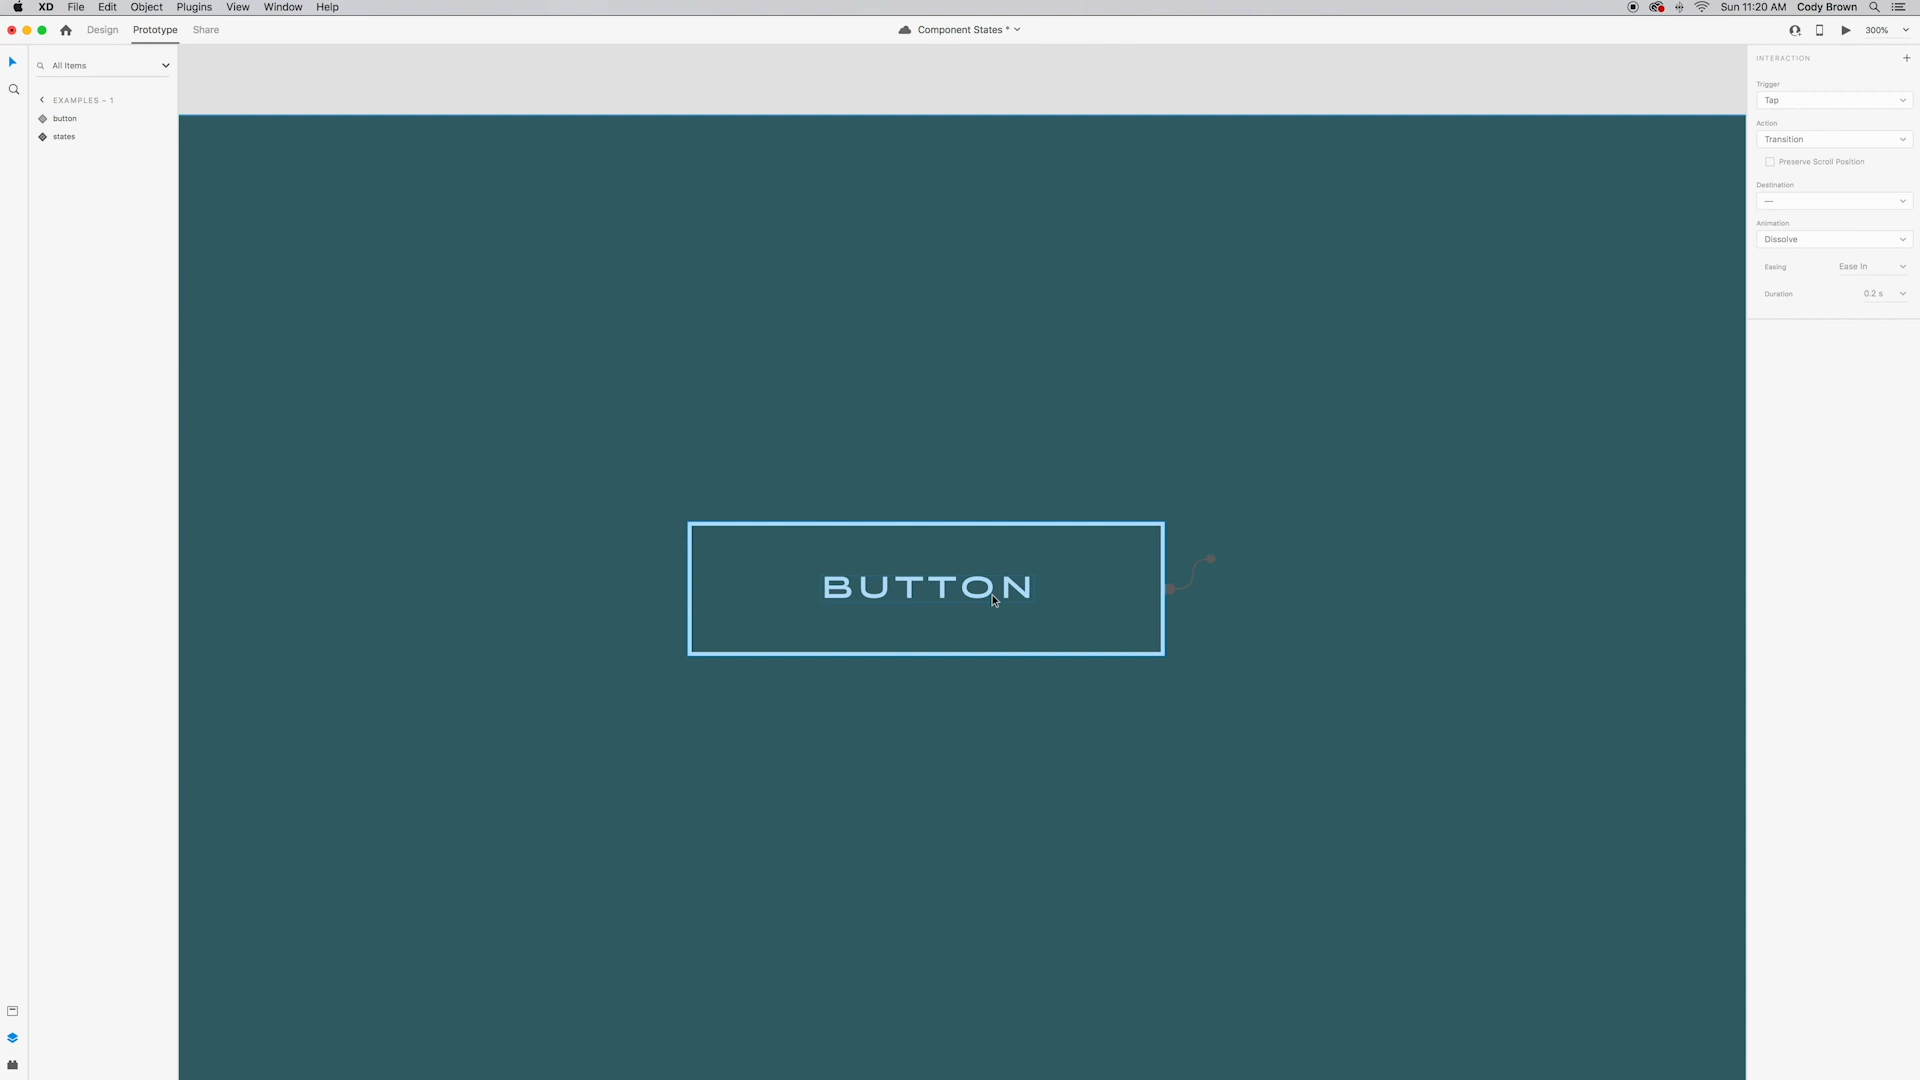 XD File Edit Object Plugins View Window Help
Sun 11:20 AM Cody Brown
Design Prototype Share
Component States *
300%
All Items
EXAMPLES – 1
button
states
BUTTON
INTERACTION
Trigger
Tap
Action
Transition
Preserve Scroll Position
Destination
—
Animation
Dissolve
Easing Ease In
Duration 0.2 s